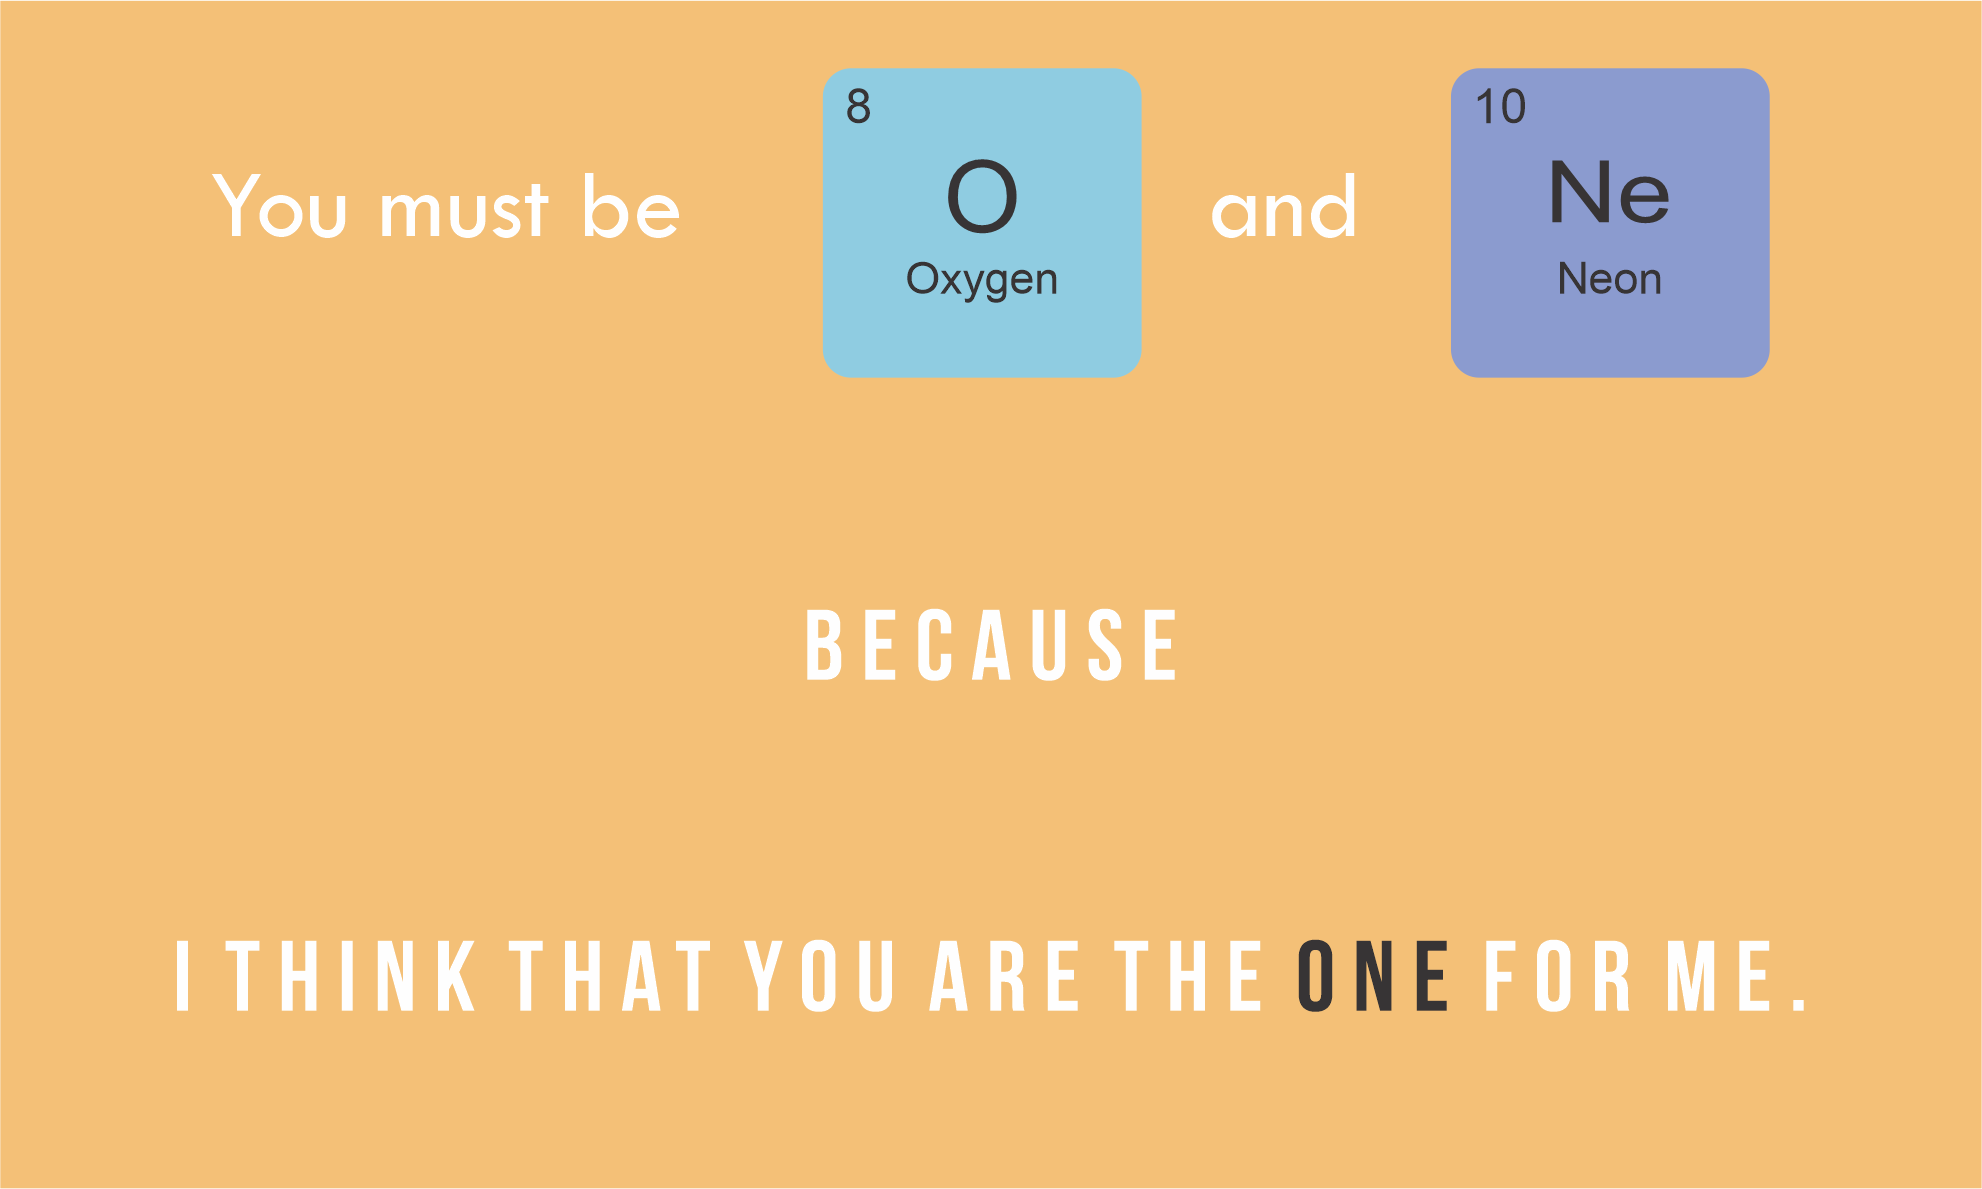 8 10
You must be O and Ne
Oxygen Neon
BECAUSE
I THINK THAT YOU ARE THE ONE FOR ME.